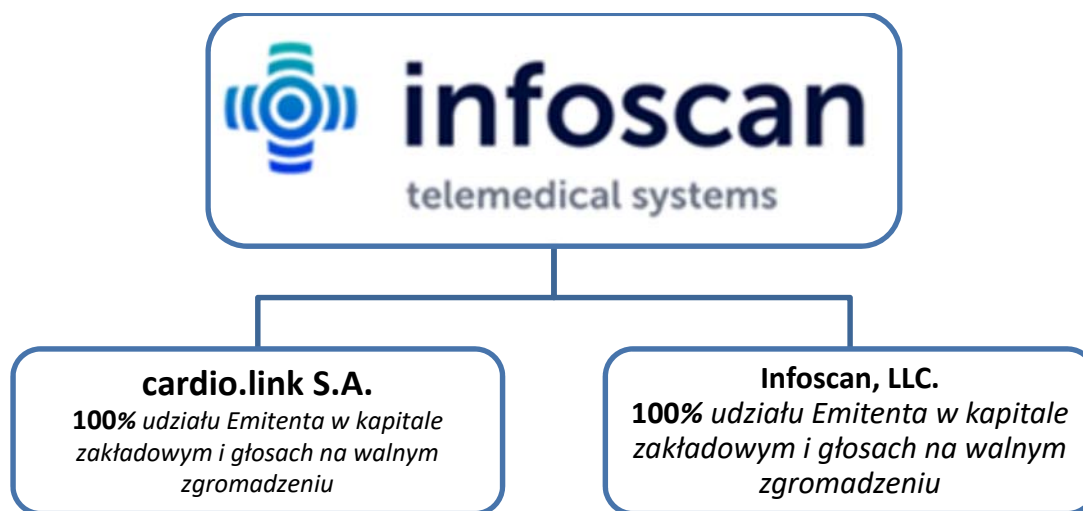 infoscan
telemedical systems
cardio.link S.A.
100% udziału Emitenta w kapitale
zakładowym i głosach na walnym
zgromadzeniu
Infoscan, LLC.
100% udziału Emitenta w kapitale
zakładowym i głosach na walnym
zgromadzeniu